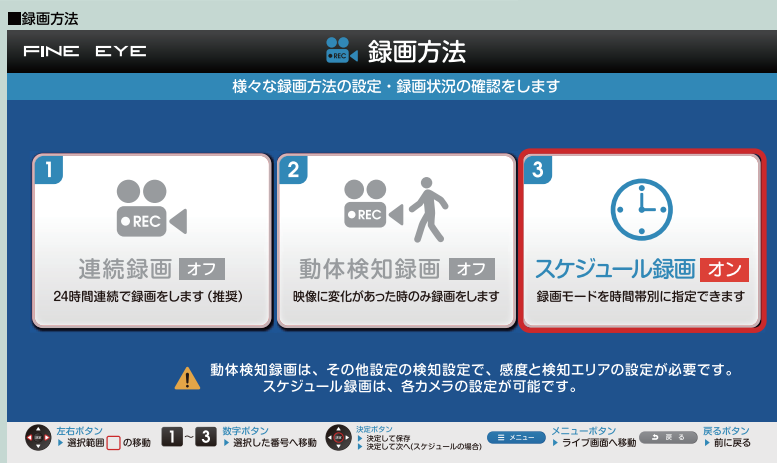 ■録画方法
FINE EYE
REC
録画方法
様々な録画方法の設定・録画状況の確認をします
1
REC
連続録画 オフ
24時間連続で録画をします(推奨)
2
REC
動体検知録画 オフ
映像に変化があった時のみ録画をします
3
スケジュール録画 オン
録画モードを時間帯別に指定できます
動体検知録画は、その他設定の検知設定で、感度と検知エリアの設定が必要です。
スケジュール録画は、各カメラの設定が可能です。
左右ボタン
選択範囲 の移動
1～3
数字ボタン
選択した番号へ移動
決定ボタン
決定して保存
決定して次へ(スケジュールの場合)
メニュー
メニューボタン
ライブ画面へ移動
戻る
戻るボタン
前に戻る